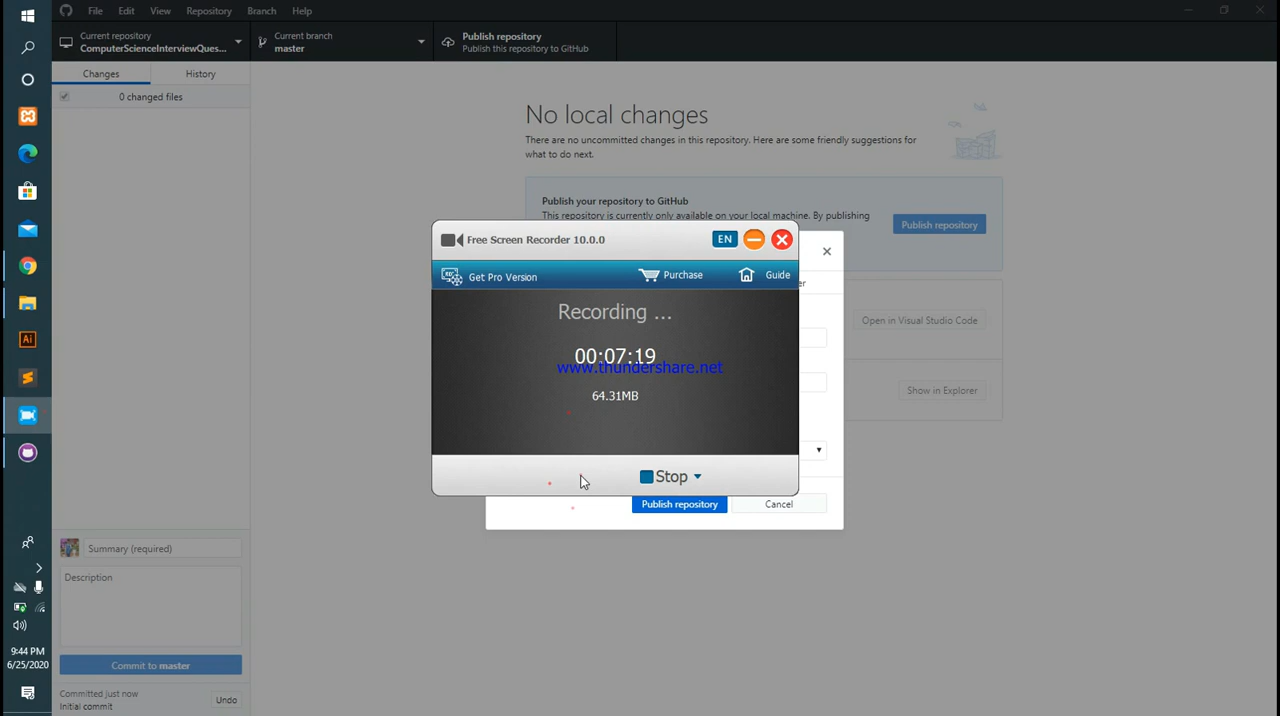 File Edit View Repository Branch Help
Current repository
ComputerScienceInterviewQues...
Current branch
master
Publish repository
Publish this repository to GitHub
Changes
History
0 changed files
No local changes
There are no uncommitted changes in this repository. Here are some friendly suggestions for
what to do next.
Publish your repository to GitHub
This repository is currently only available on your local machine. By publishing
Publish repository
Free Screen Recorder 10.0.0
EN
Get Pro Version
Purchase
Guide
Recording ...
00:07:19
www.thundershare.net
64.31MB
Stop
Open in Visual Studio Code
Show in Explorer
Publish repository
Cancel
Ai
Summary (required)
Description
Commit to master
Committed just now
Initial commit
Undo
9:44 PM
6/25/2020